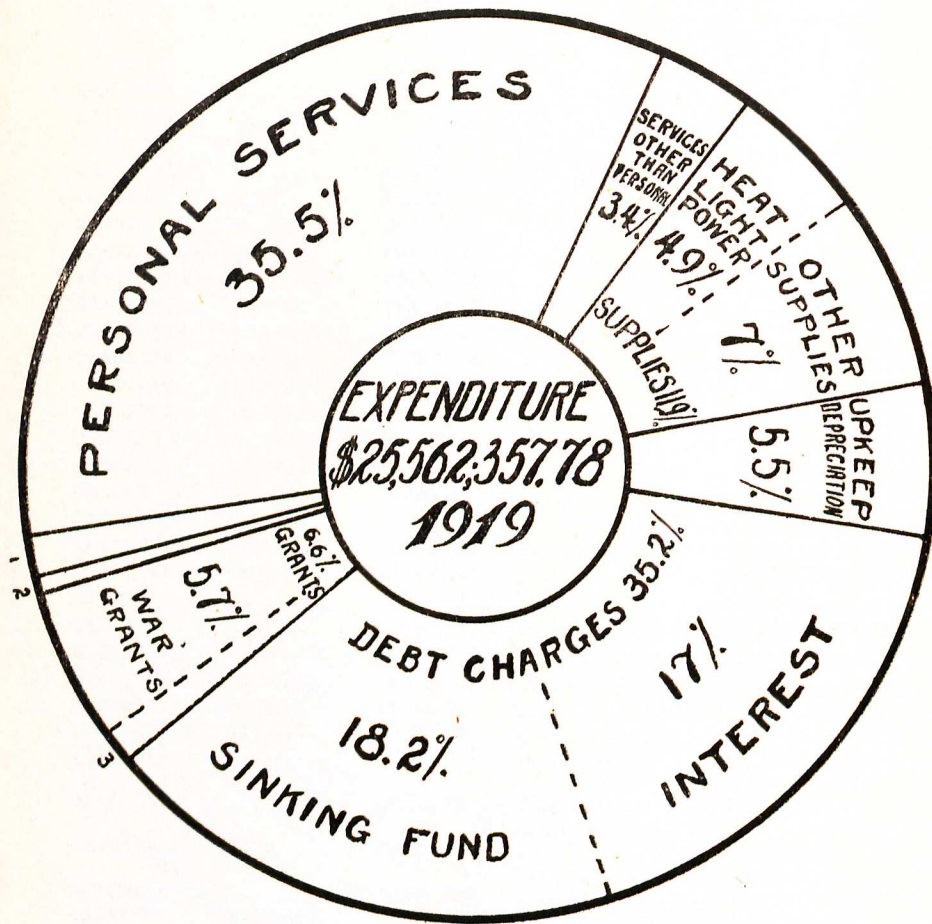 EXPENDITURE
$25,562,357.78
1919
PERSONAL SERVICES
35.5%
SERVICES
OTHER
THAN
PERSONAL
3.4%
HEAT
LIGHT
POWER
4.9%
SUPPLIES 11.9%
OTHER
SUPPLIES
7%
UPKEEP
DEPRECIATION
5.5%
DEBT CHARGES 35.2%
17%
INTEREST
18.2%
SINKING FUND
6.6%
GRANTS
5.7%
WAR
GRANTS
1
2
3